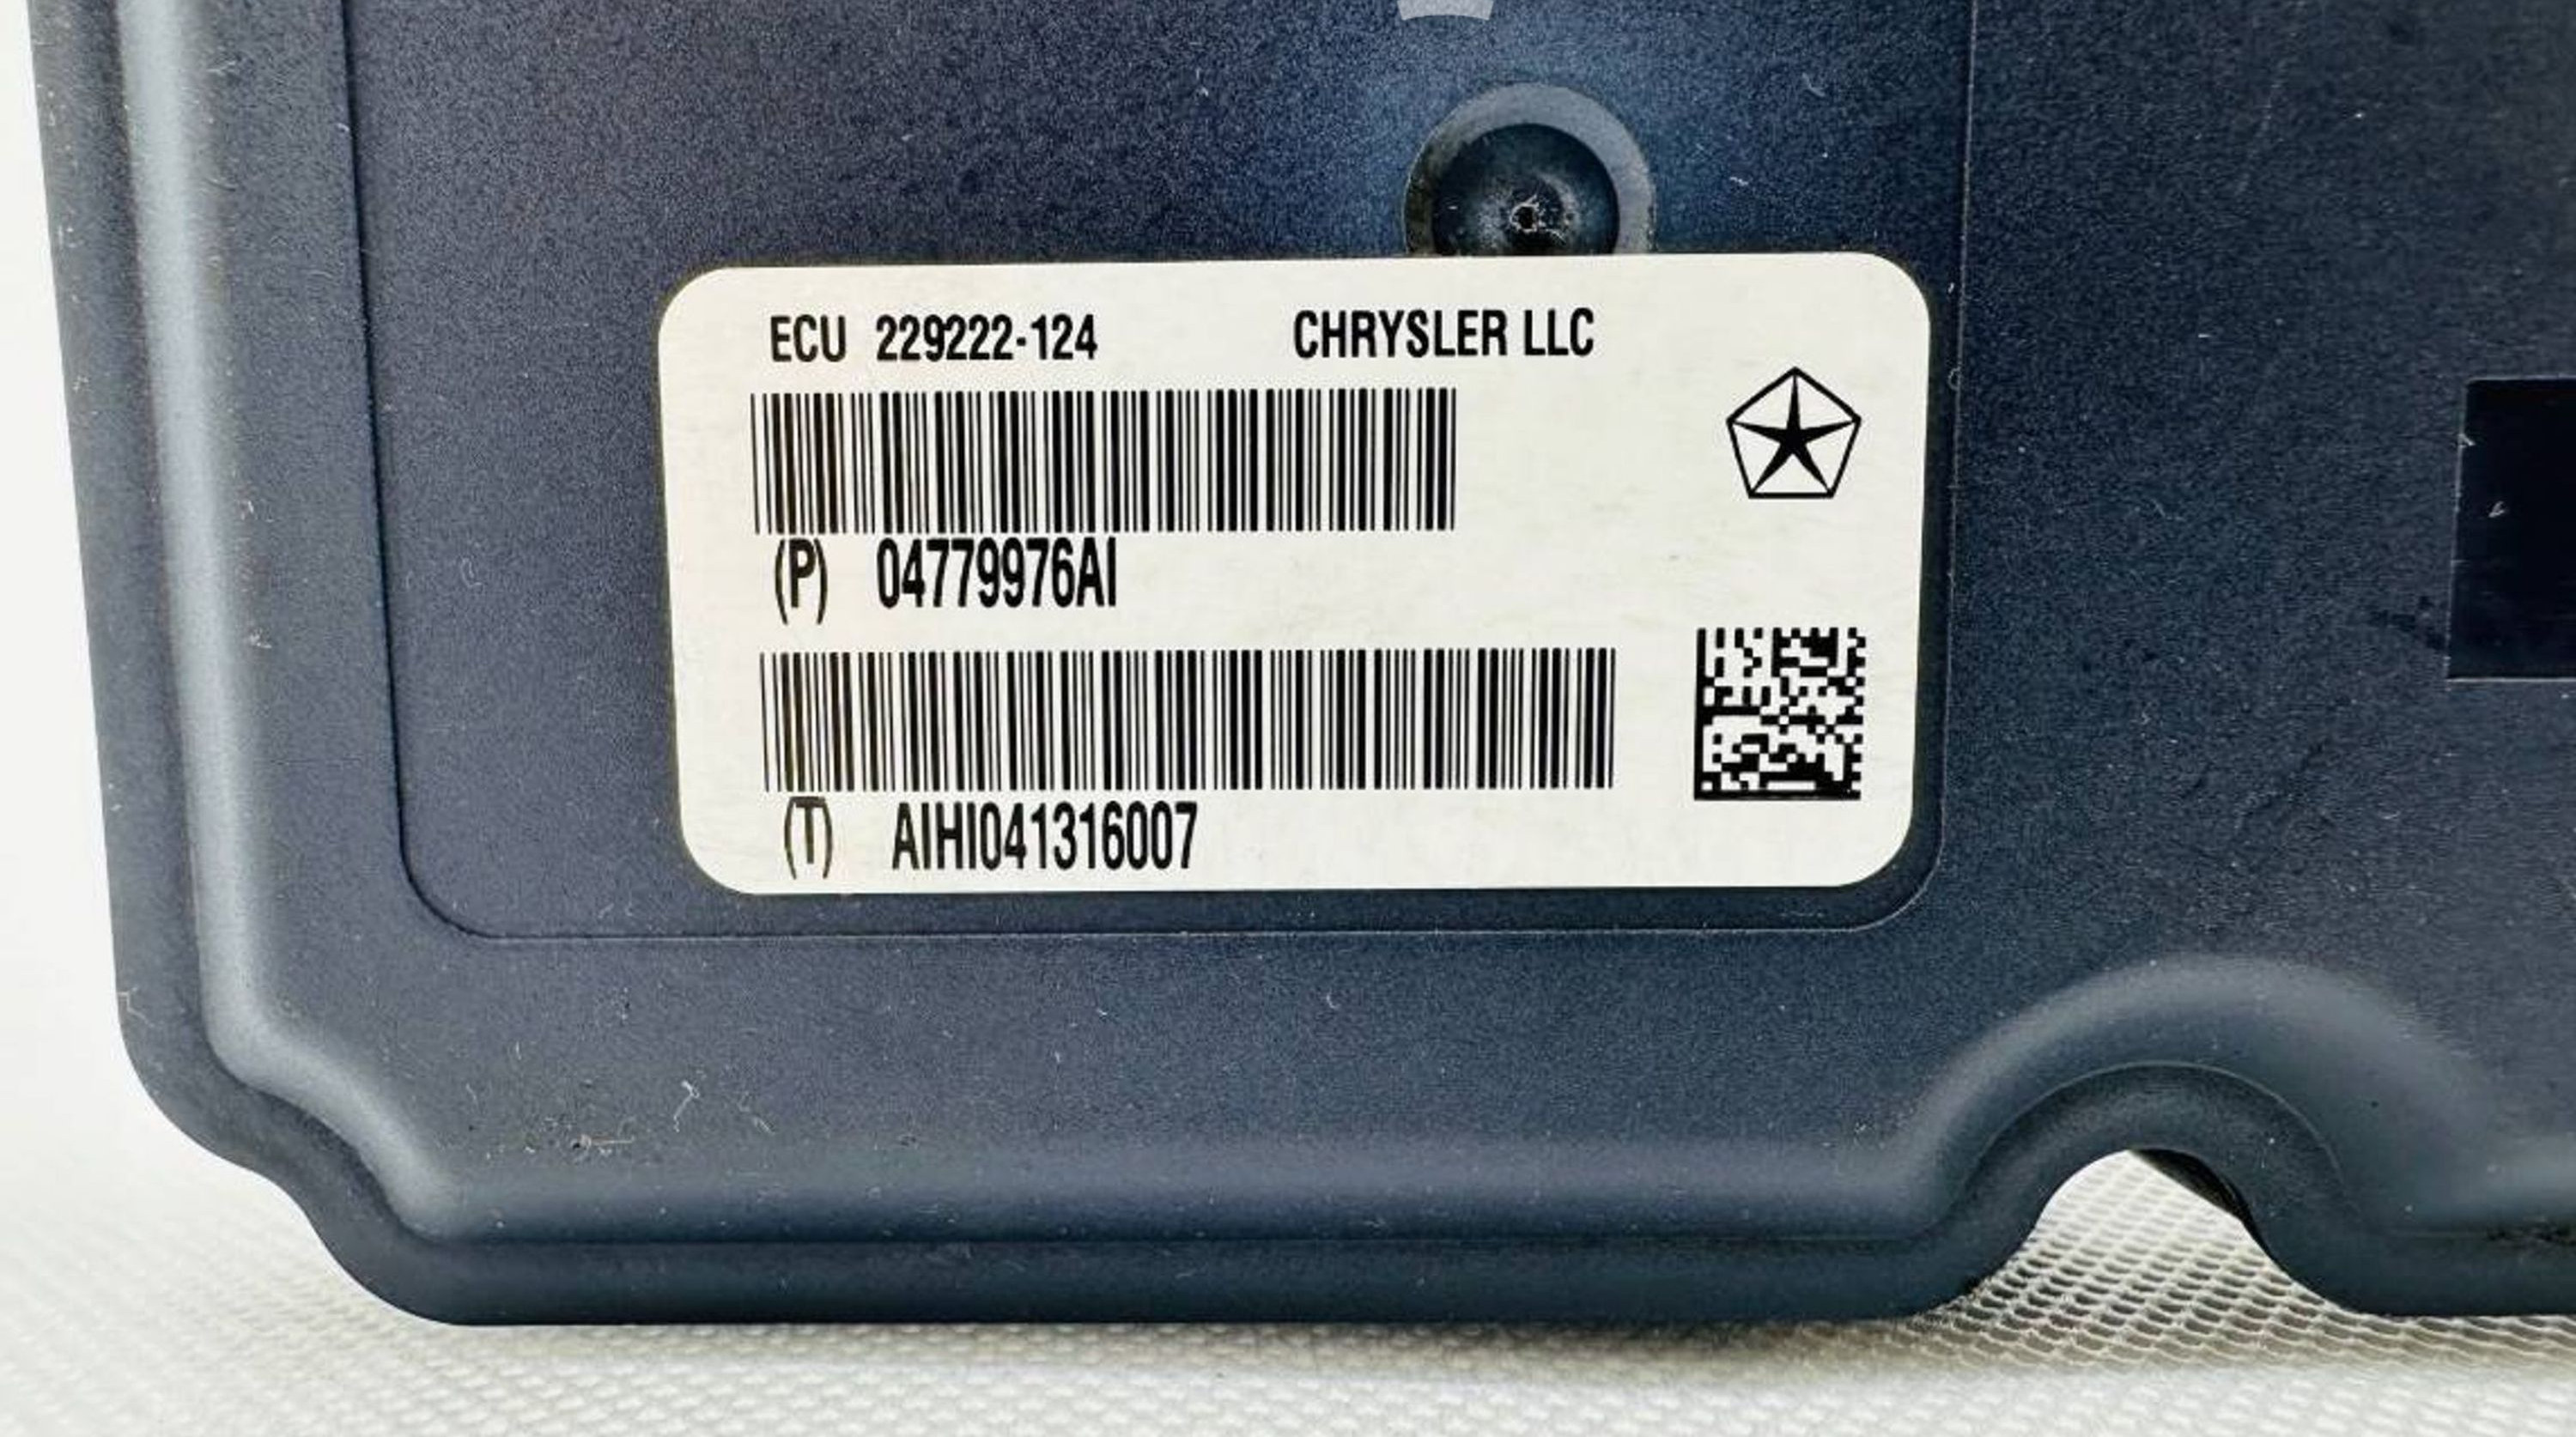 ECU 229222-124 CHRYSLER LLC
(P) 04779976AI
(T) AIHI041316007